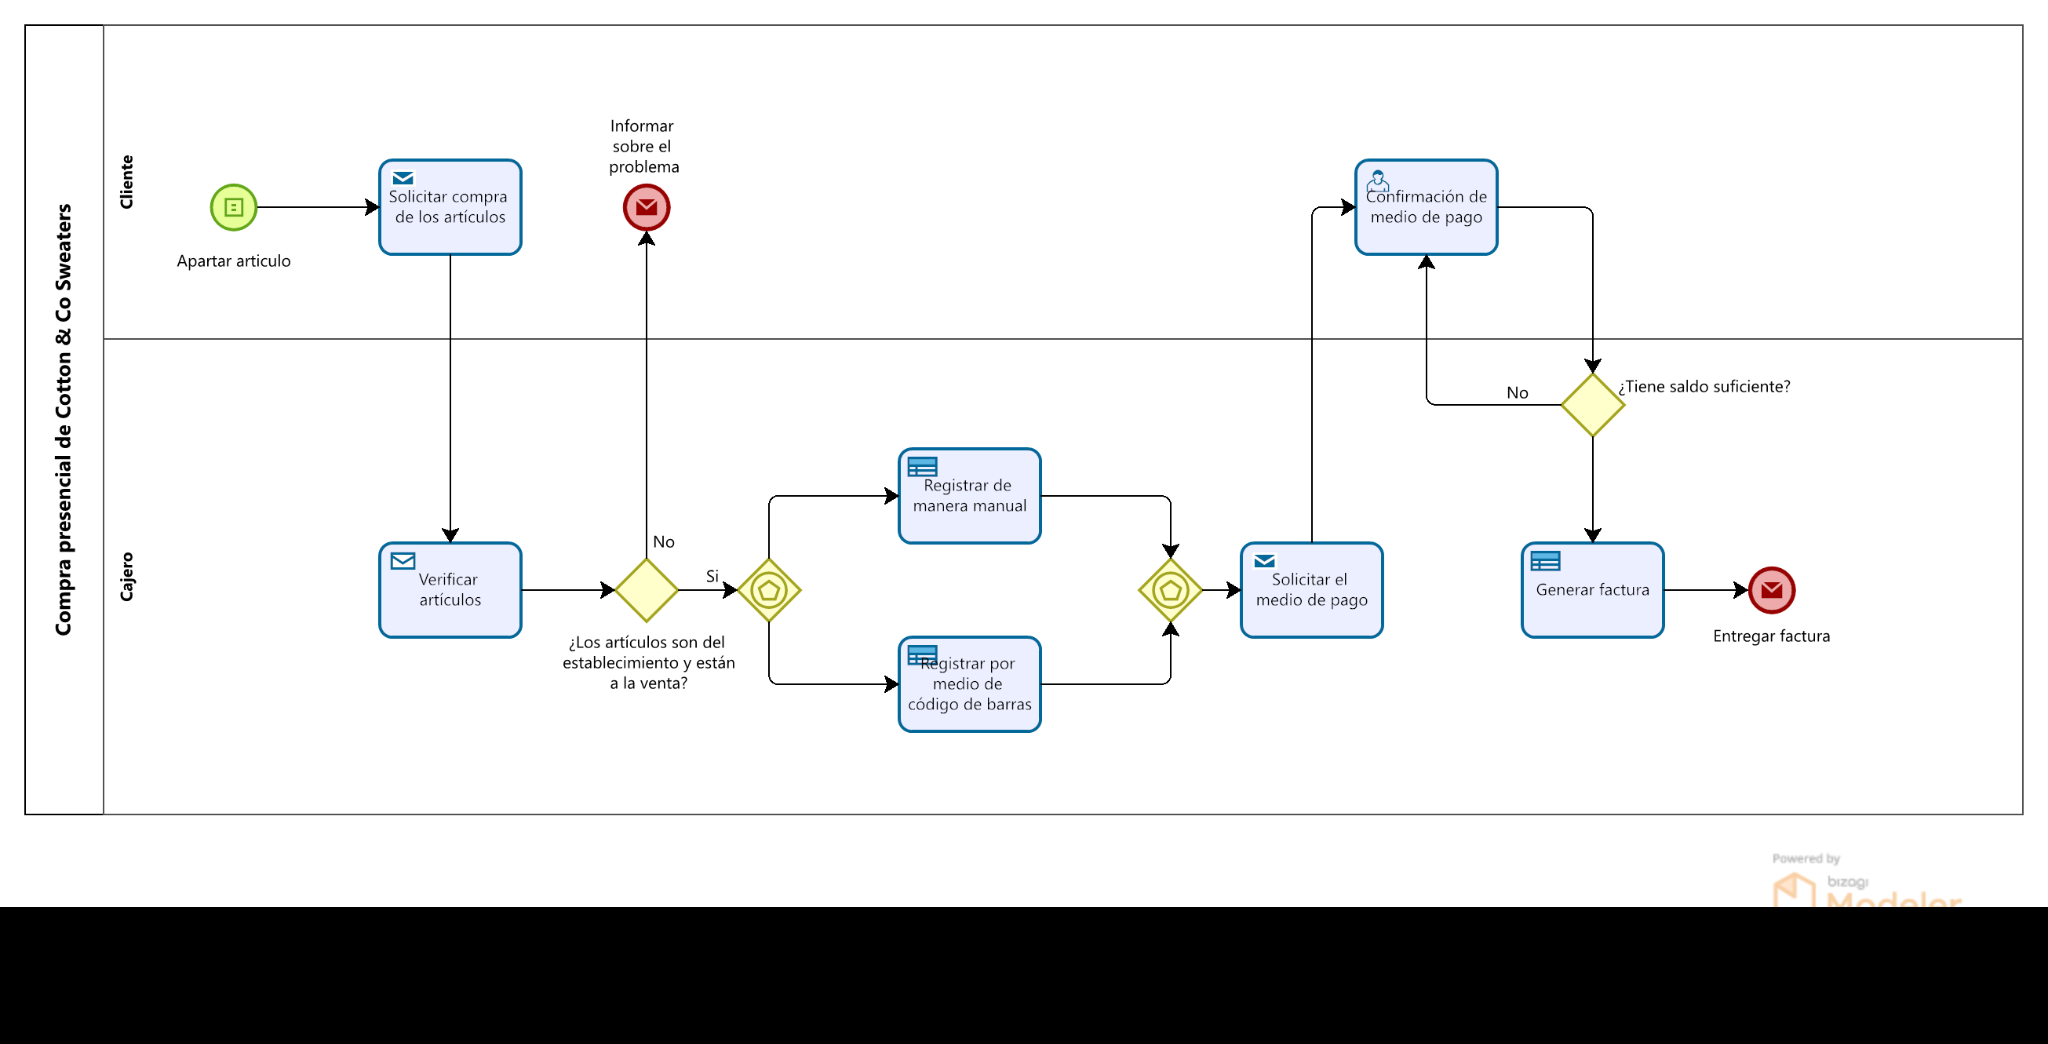 Compra presencial de Cotton & Co Sweaters
Cliente
Apartar articulo
Solicitar compra
de los artículos
Informar
sobre el
problema
Confirmación de
medio de pago
Cajero
Verificar
artículos
No
Si
¿Los artículos son del
establecimiento y están
a la venta?
Registrar de
manera manual
Registrar por
medio de
código de barras
Solicitar el
medio de pago
No
¿Tiene saldo suficiente?
Generar factura
Entregar factura
Powered by
bizagi
Modeler